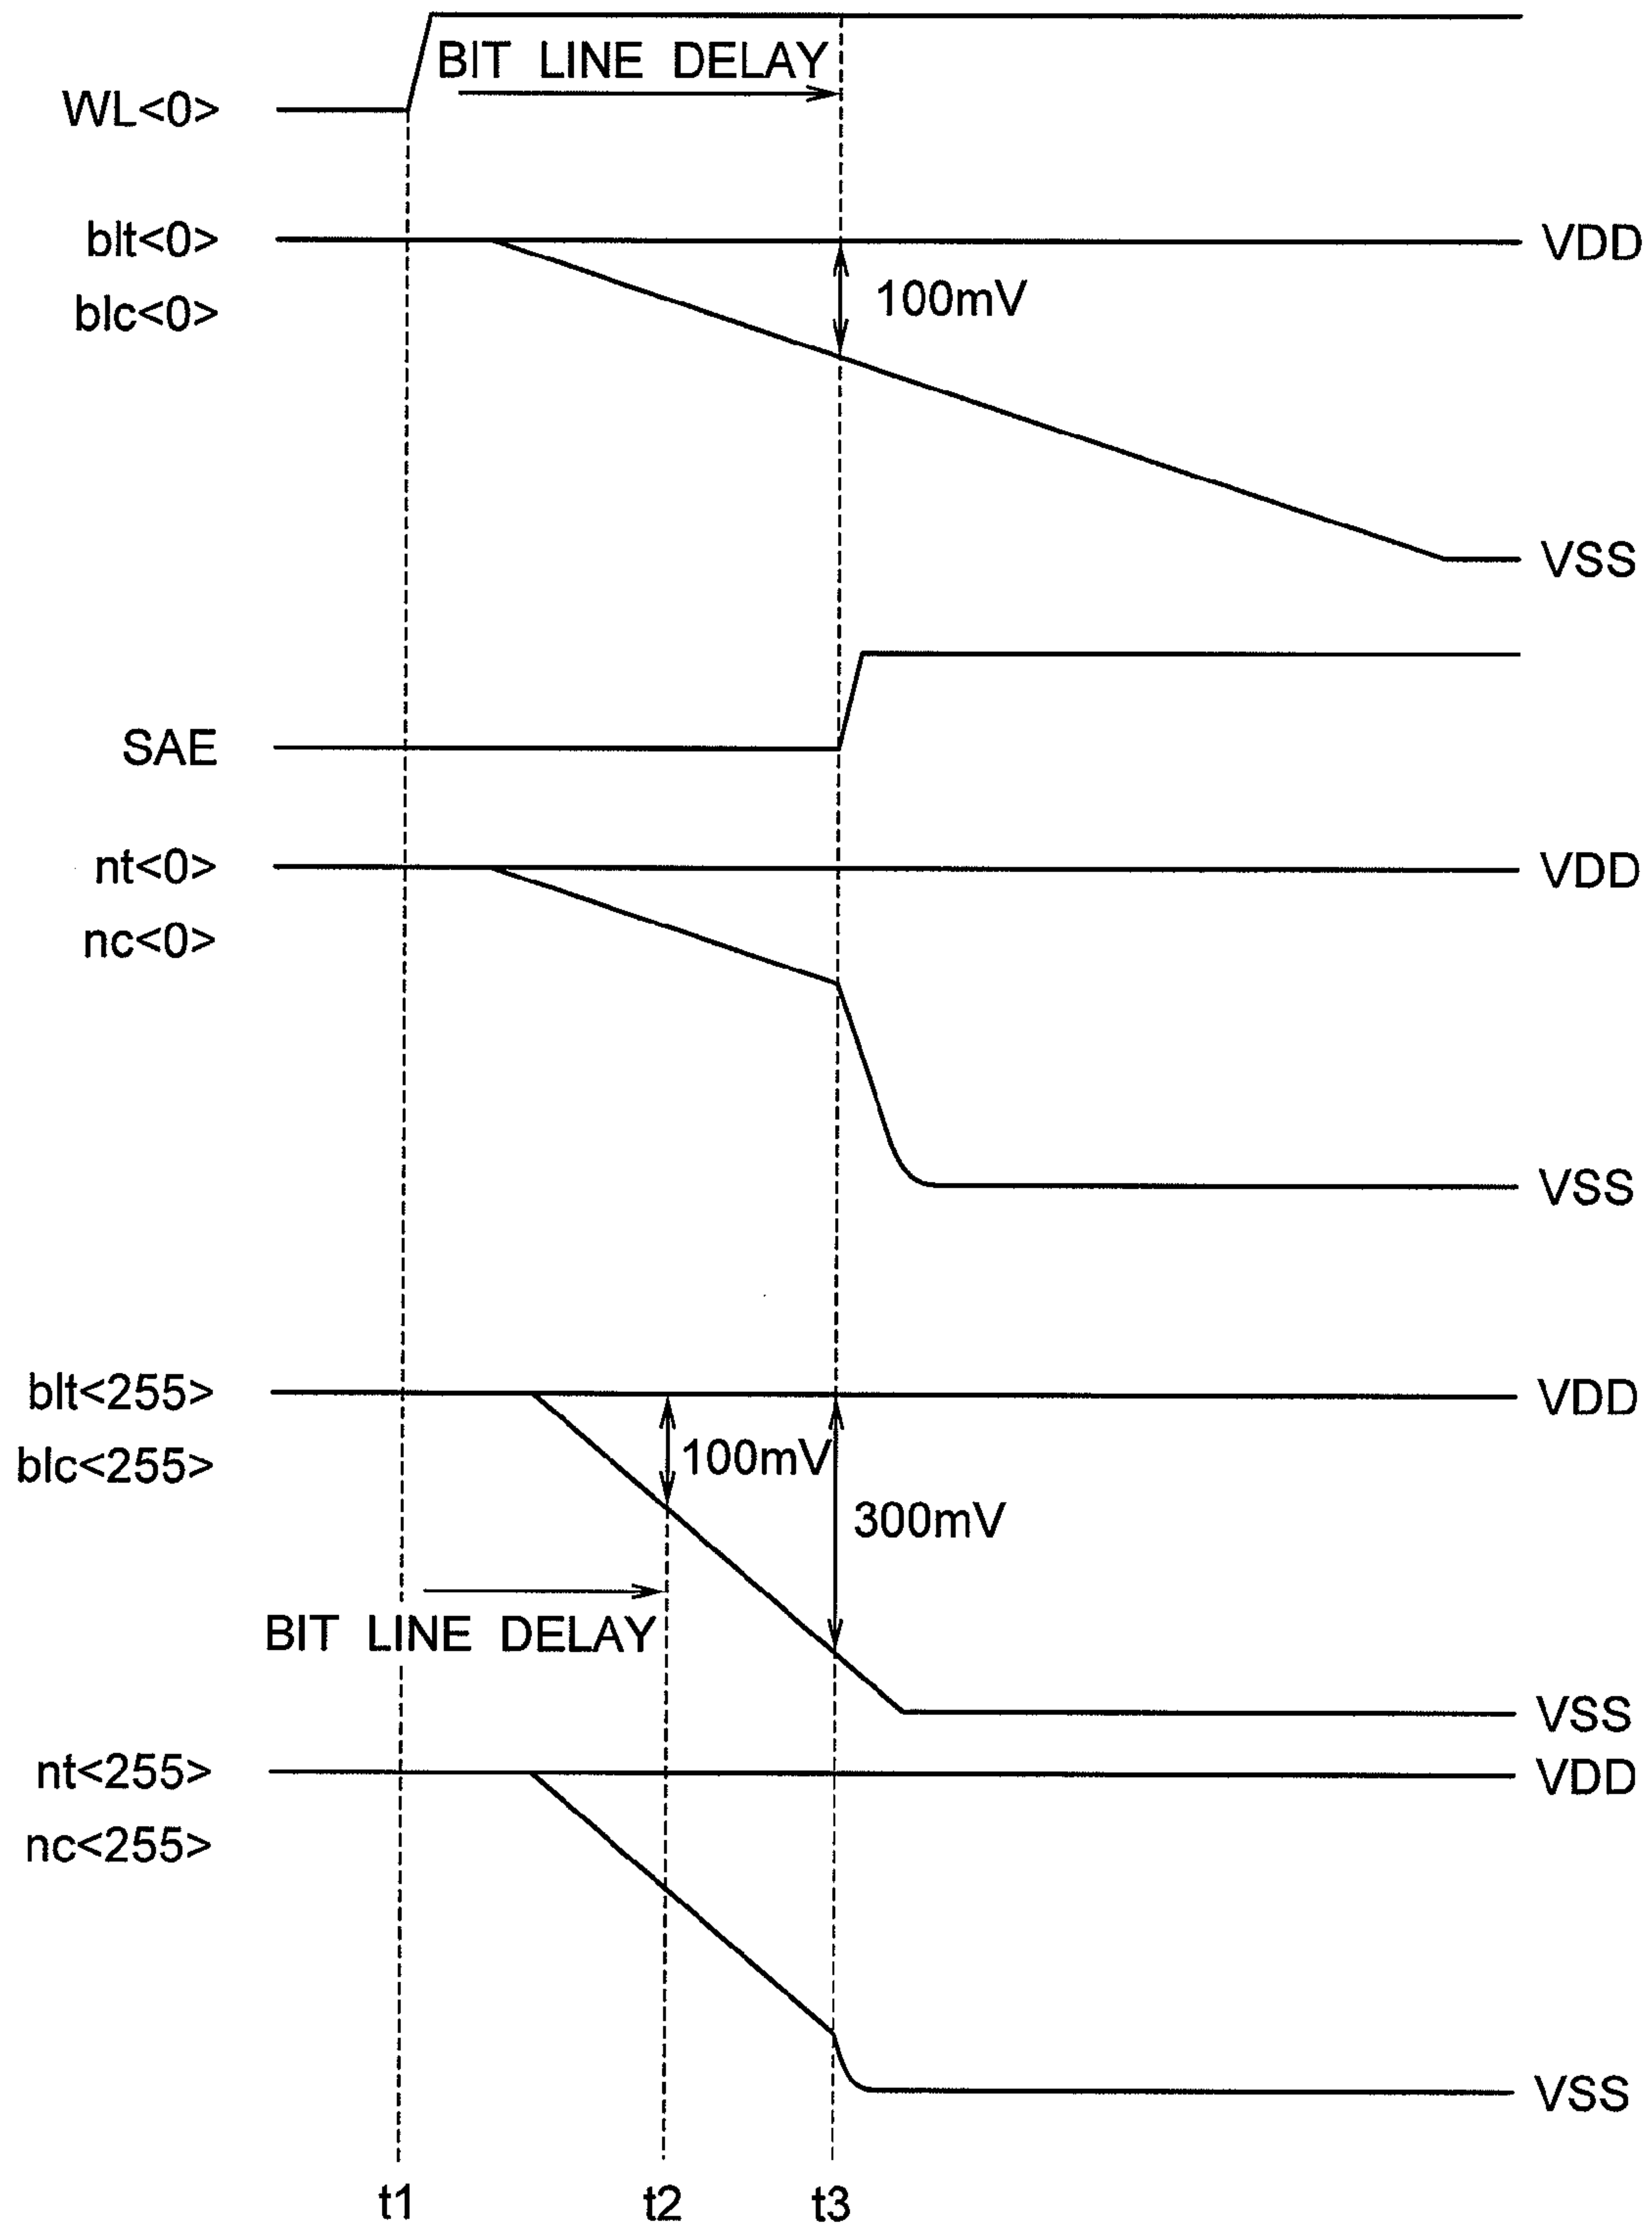 BIT LINE DELAY
WL<0>
blt<0>
VDD
100mV
blc<0>
VSS
SAE
nt<0>
VDD
nc<0>
VSS
blt<255>
VDD
100mV
blc<255>
300mV
BIT LINE DELAY
VSS
nt<255>
VDD
nc<255>
VSS
t1 t2 t3